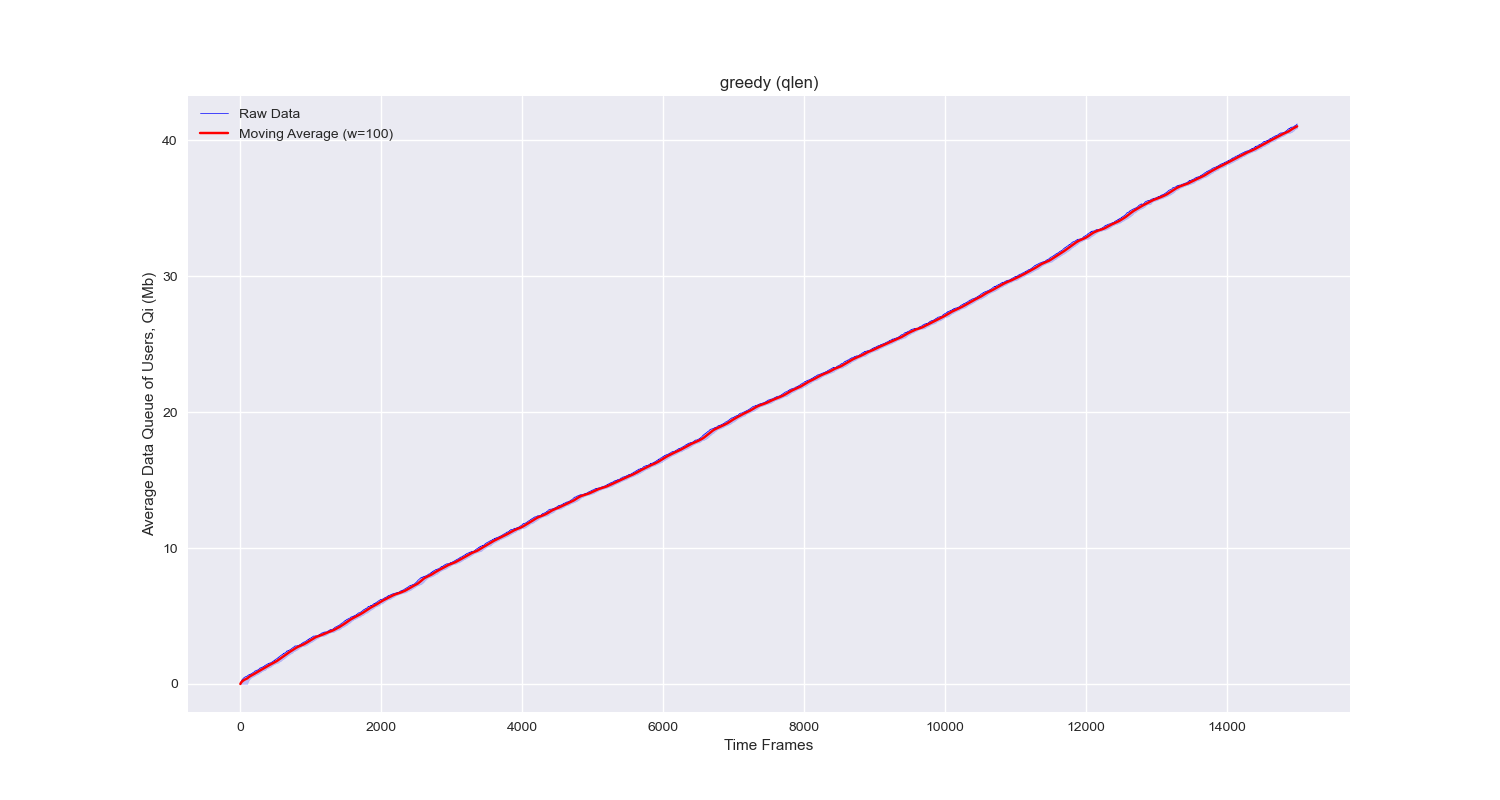 greedy (qlen)
Raw Data
Moving Average (w=100)
Average Data Queue of Users, Qi (Mb)
40
30
20
10
0
0 2000 4000 6000 8000 10000 12000 14000
Time Frames